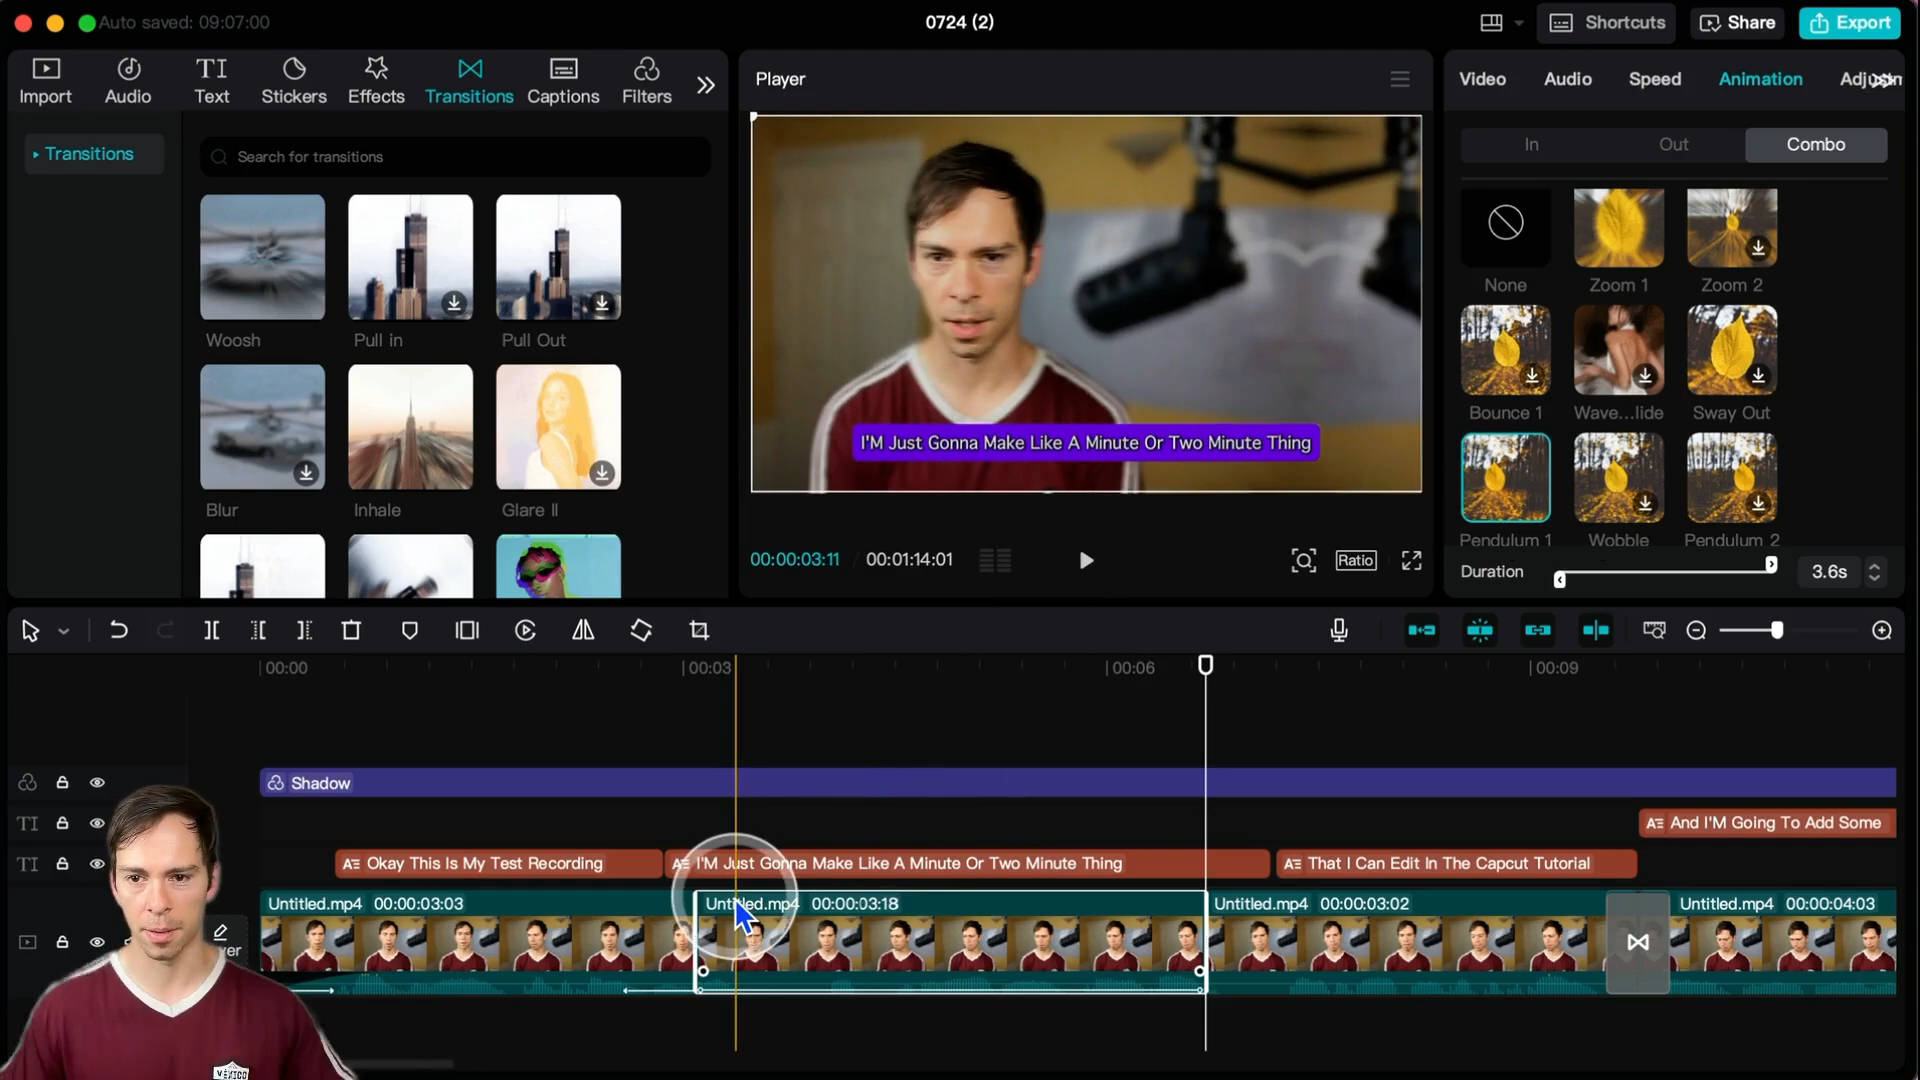 Auto saved: 09:07:00
0724 (2)
Shortcuts
Share
Export
Import
Audio
TI
Text
Stickers
Effects
Transitions
Captions
Filters
Transitions
Search for transitions
Woosh
Pull in
Pull Out
Blur
Inhale
Glare II
Player
I'M Just Gonna Make Like A Minute Or Two Minute Thing
00:00:03:11 / 00:01:14:01
Ratio
Video
Audio
Speed
Animation
In
Out
Combo
None
Zoom 1
Zoom 2
Bounce 1
Wave...lide
Sway Out
Pendulum 1
Wobble
Pendulum 2
Duration
3.6s
00:00
00:03
00:06
00:09
Shadow
TI
And I'M Going To Add Some
TI
Okay This Is My Test Recording
I'M Just Gonna Make Like A Minute Or Two Minute Thing
That I Can Edit In The Capcut Tutorial
Untitled.mp4 00:00:03:03
Untitled.mp4 00:00:03:18
Untitled.mp4 00:00:03:02
Untitled.mp4 00:00:04:03